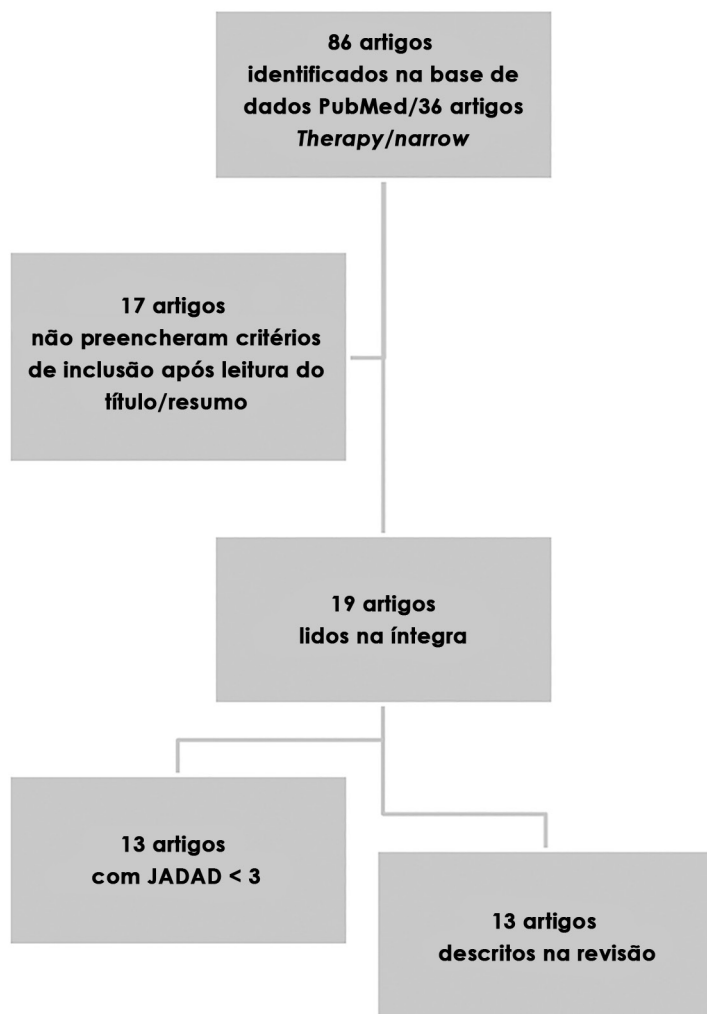 86 artigos
identificados na base de
dados PubMed/36 artigos
Therapy/narrow
17 artigos
não preencheram critérios
de inclusão após leitura do
título/resumo
19 artigos
lidos na íntegra
13 artigos
com JADAD < 3
13 artigos
descritos na revisão